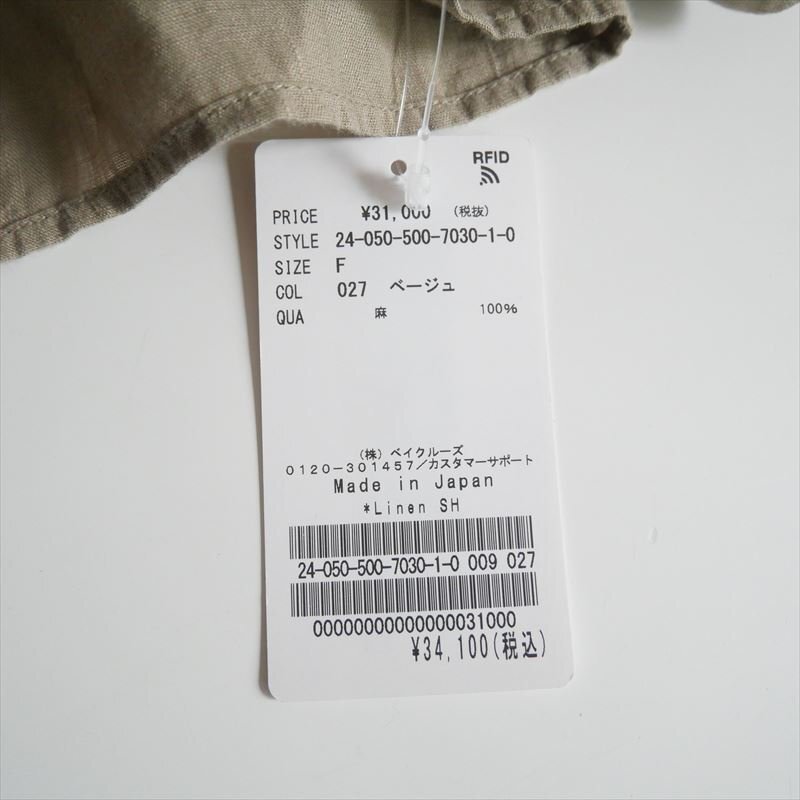 RFID
PRICE ¥31,000 (税抜)
STYLE 24-050-500-7030-1-0
SIZE F
COL 027 ベージュ
QUA 麻 100%
(株)ベイクルーズ
0120-301457/カスタマーサポート
Made in Japan
*Linen SH
24-050-500-7030-1-0 009 027
00000000000000031000
¥34,100(税込)